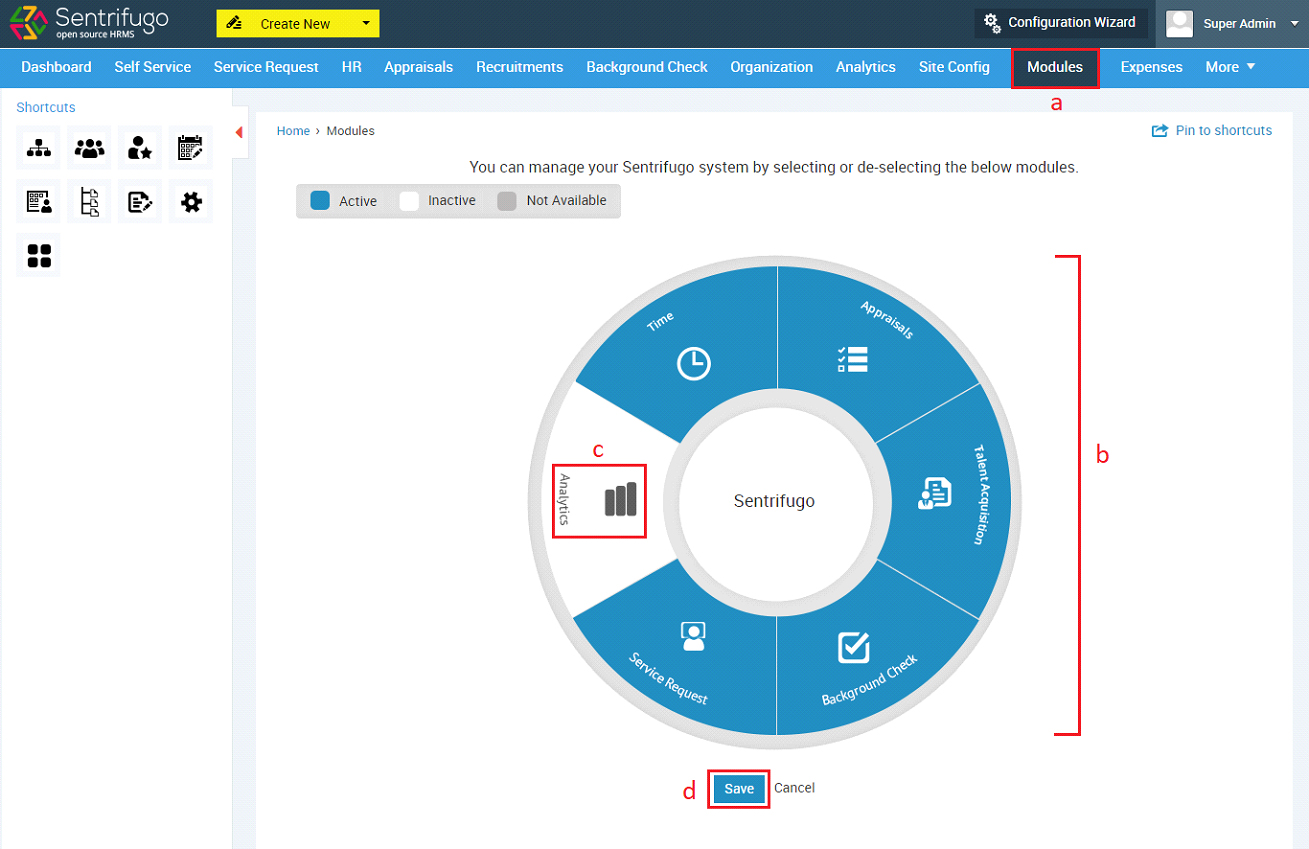 Sentrifugo
open source HRMS
Create New
Configuration Wizard
Super Admin
Dashboard Self Service Service Request HR Appraisals Recruitments Background Check Organization Analytics Site Config Modules Expenses More
a
Shortcuts
Home › Modules
Pin to shortcuts
You can manage your Sentrifugo system by selecting or de-selecting the below modules.
Active Inactive Not Available
Time
Appraisals
b
c
Analytics
Talent Acquisition
Sentrifugo
Service Request
Background Check
d
Save Cancel